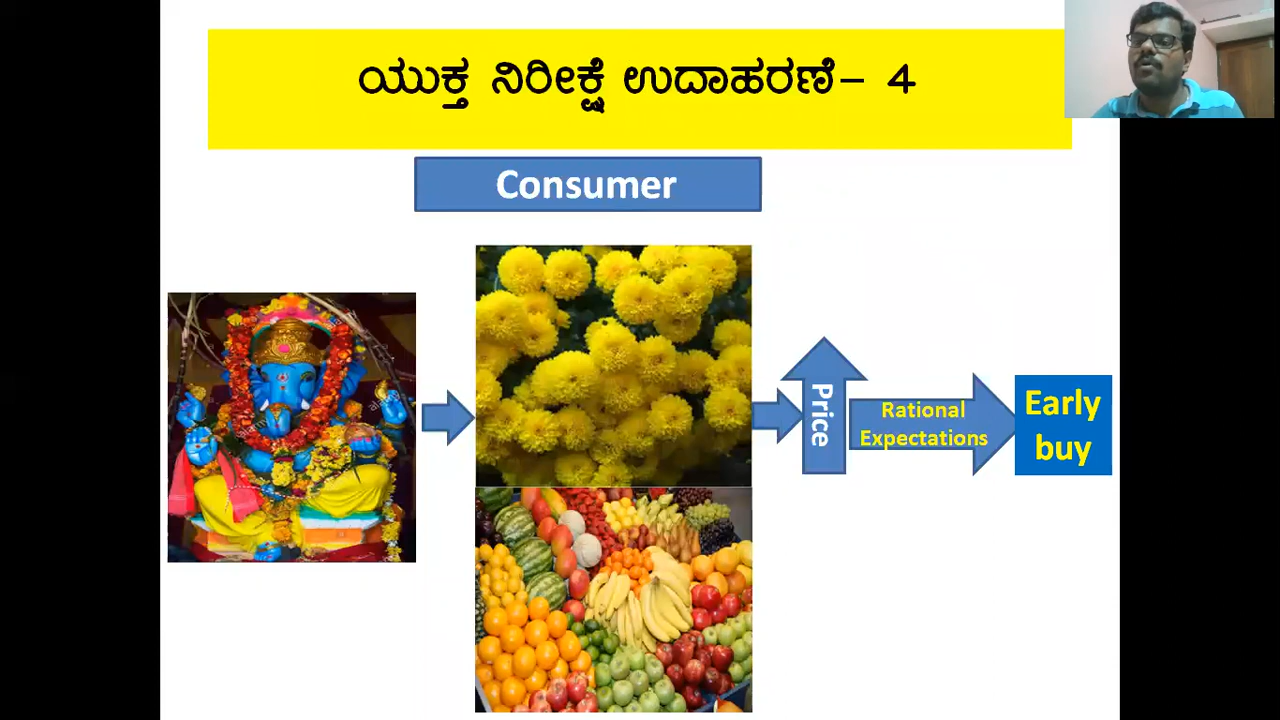 ಯುಕ್ತ ನಿರೀಕ್ಷೆ ಉದಾಹರಣೆ– 4
Consumer
Price
Rational
Expectations
Early
buy